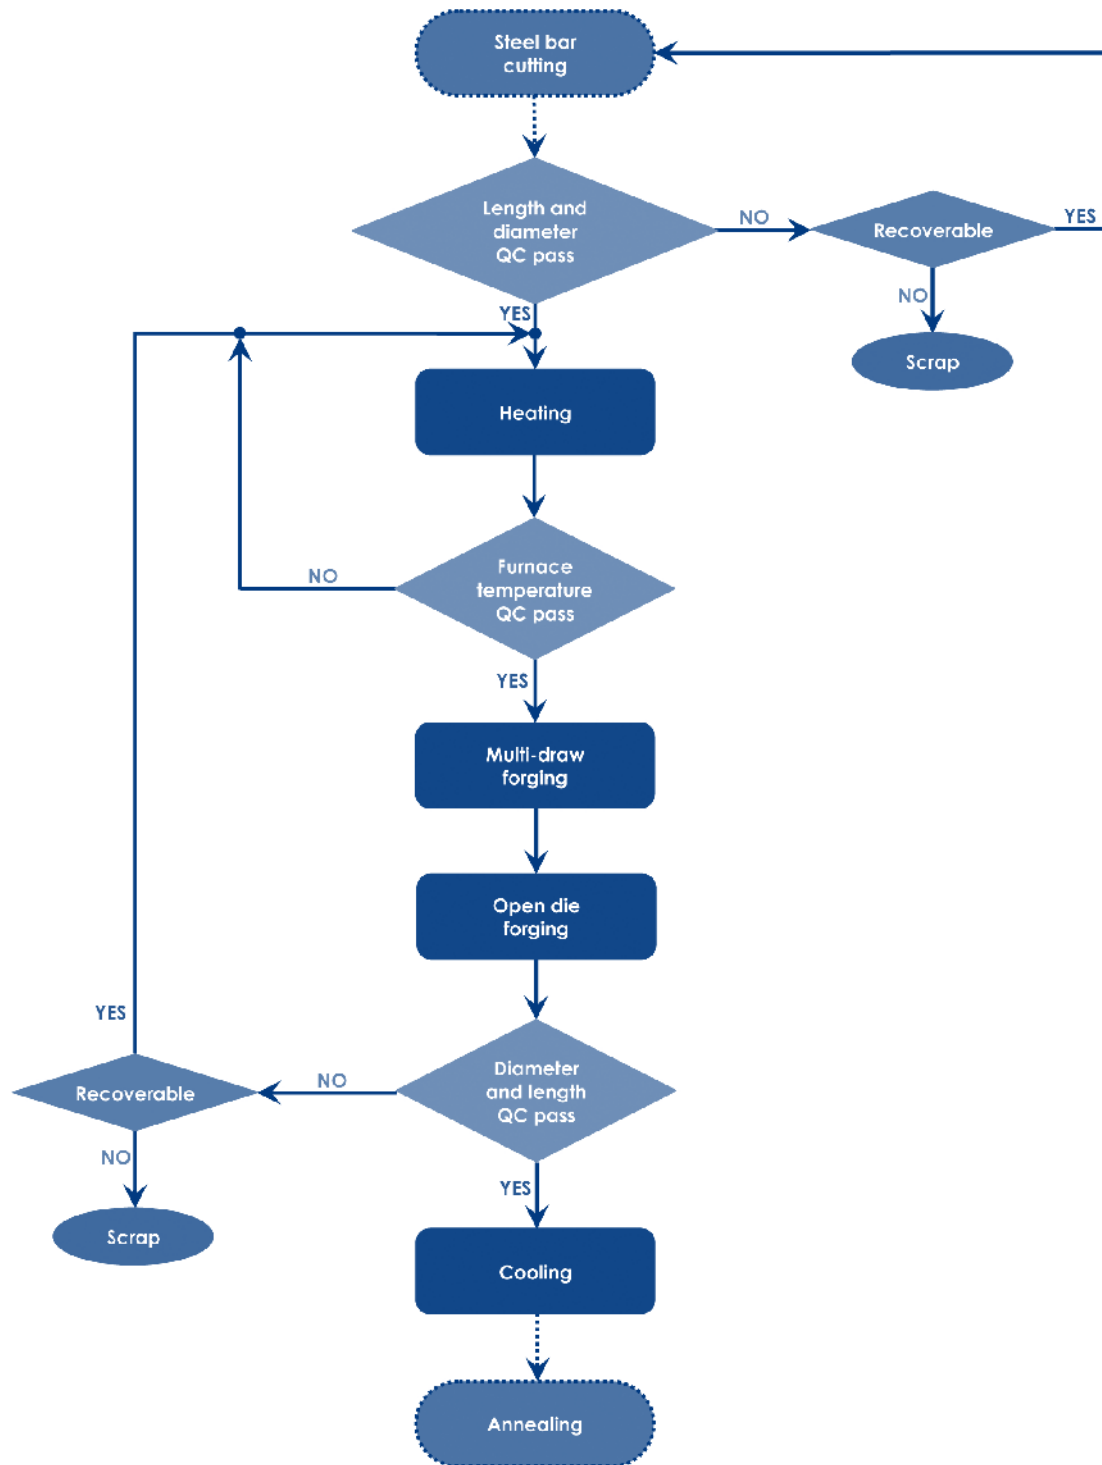 Steel bar
cutting
Length and
diameter
QC pass
NO
Recoverable
YES
NO
Scrap
YES
Heating
Furnace
temperature
QC pass
NO
YES
Multi-draw
forging
Open die
forging
Diameter
and length
QC pass
NO
Recoverable
YES
NO
Scrap
YES
Cooling
Annealing